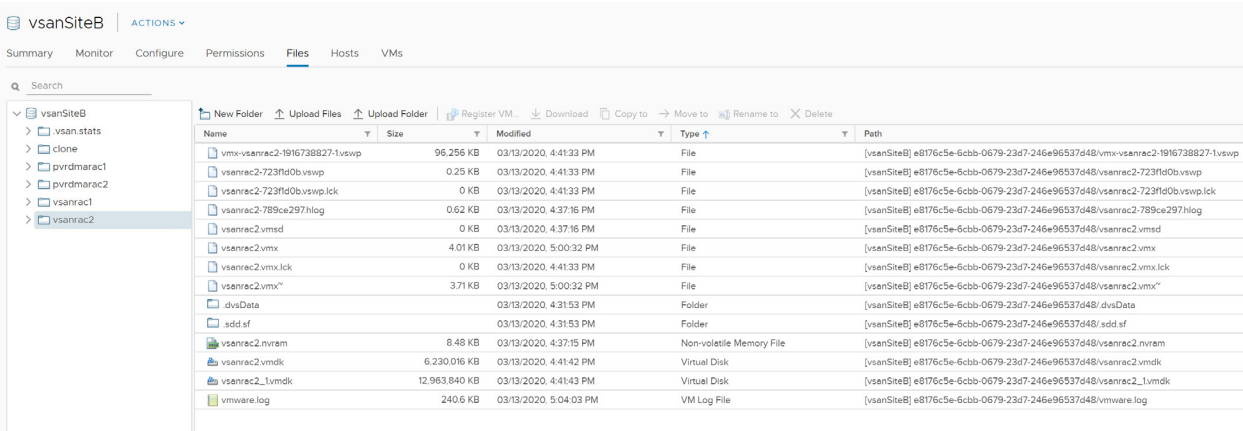 vsanSiteB ACTIONS
Summary Monitor Configure Permissions Files Hosts VMs
Search
vsanSiteB
.vsan.stats
clone
pvrdmarac1
pvrdmarac2
vsanrac1
vsanrac2
New Folder Upload Files Upload Folder Register VM... Download Copy to Move to Rename to Delete
Name Size Modified Type Path
vmx-vsanrac2-1916738827-1.vswp 96,256 KB 03/13/2020, 4:41:33 PM File [vsanSiteB] e8176c5e-6cbb-0679-23d7-246e96537d48/vmx-vsanrac2-1916738827-1.vswp
vsanrac2-723f1d0b.vswp 0.25 KB 03/13/2020, 4:41:33 PM File [vsanSiteB] e8176c5e-6cbb-0679-23d7-246e96537d48/vsanrac2-723f1d0b.vswp
vsanrac2-723f1d0b.vswp.lck 0 KB 03/13/2020, 4:41:33 PM File [vsanSiteB] e8176c5e-6cbb-0679-23d7-246e96537d48/vsanrac2-723f1d0b.vswp.lck
vsanrac2-789ce297.hlog 0.62 KB 03/13/2020, 4:37:16 PM File [vsanSiteB] e8176c5e-6cbb-0679-23d7-246e96537d48/vsanrac2-789ce297.hlog
vsanrac2.vmsd 0 KB 03/13/2020, 4:37:16 PM File [vsanSiteB] e8176c5e-6cbb-0679-23d7-246e96537d48/vsanrac2.vmsd
vsanrac2.vmx 4.01 KB 03/13/2020, 5:00:32 PM File [vsanSiteB] e8176c5e-6cbb-0679-23d7-246e96537d48/vsanrac2.vmx
vsanrac2.vmx.lck 0 KB 03/13/2020, 4:41:33 PM File [vsanSiteB] e8176c5e-6cbb-0679-23d7-246e96537d48/vsanrac2.vmx.lck
vsanrac2.vmx~ 3.71 KB 03/13/2020, 5:00:32 PM File [vsanSiteB] e8176c5e-6cbb-0679-23d7-246e96537d48/vsanrac2.vmx~
.dvsData 03/13/2020, 4:31:53 PM Folder [vsanSiteB] e8176c5e-6cbb-0679-23d7-246e96537d48/.dvsData
.sdd.sf 03/13/2020, 4:31:53 PM Folder [vsanSiteB] e8176c5e-6cbb-0679-23d7-246e96537d48/.sdd.sf
vsanrac2.nvram 8.48 KB 03/13/2020, 4:37:15 PM Non-volatile Memory File [vsanSiteB] e8176c5e-6cbb-0679-23d7-246e96537d48/vsanrac2.nvram
vsanrac2.vmdk 6,230,016 KB 03/13/2020, 4:41:42 PM Virtual Disk [vsanSiteB] e8176c5e-6cbb-0679-23d7-246e96537d48/vsanrac2.vmdk
vsanrac2_1.vmdk 12,963,840 KB 03/13/2020, 4:41:43 PM Virtual Disk [vsanSiteB] e8176c5e-6cbb-0679-23d7-246e96537d48/vsanrac2_1.vmdk
vmware.log 240.6 KB 03/13/2020, 5:04:03 PM VM Log File [vsanSiteB] e8176c5e-6cbb-0679-23d7-246e96537d48/vmware.log